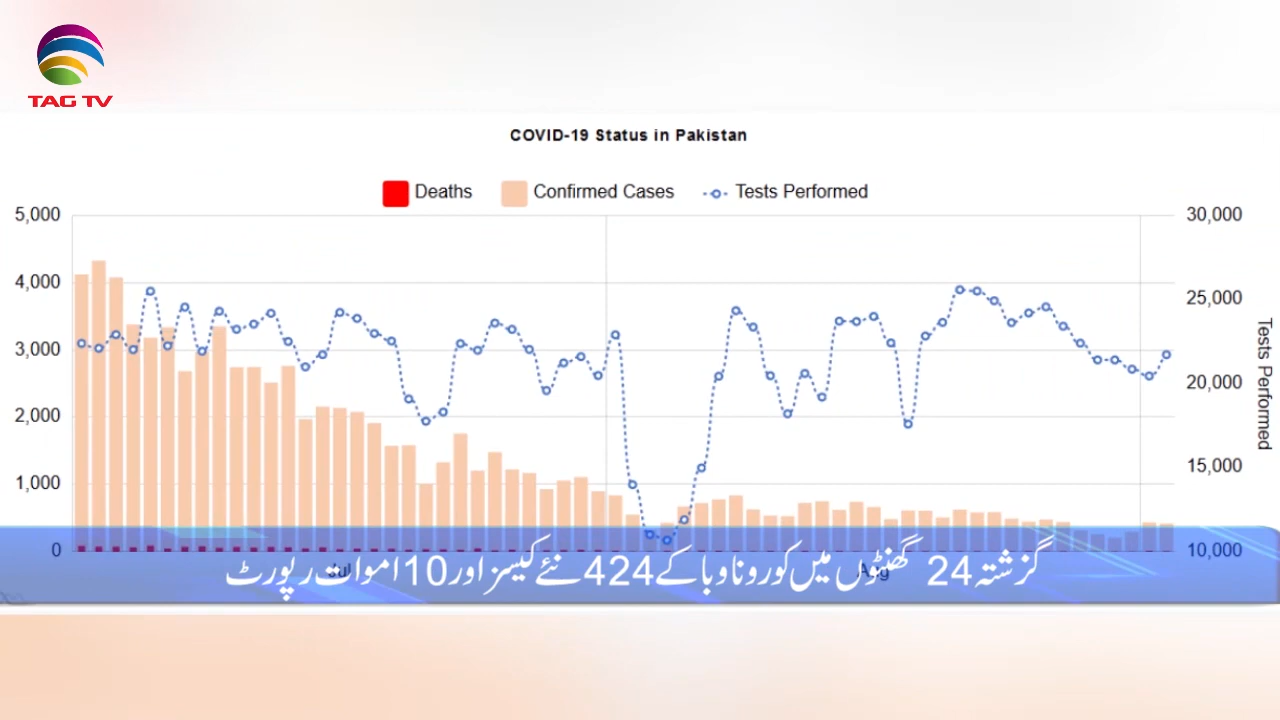 TAG TV
COVID-19 Status in Pakistan
Deaths Confirmed Cases Tests Performed
5,000 30,000
4,000 25,000
3,000 20,000
2,000 15,000
1,000
0 10,000
Tests Performed
Jul Aug
گزشتہ 24 گھنٹوں میں کورونا وبا کے 424 نئے کیسز اور 10 اموات رپورٹ